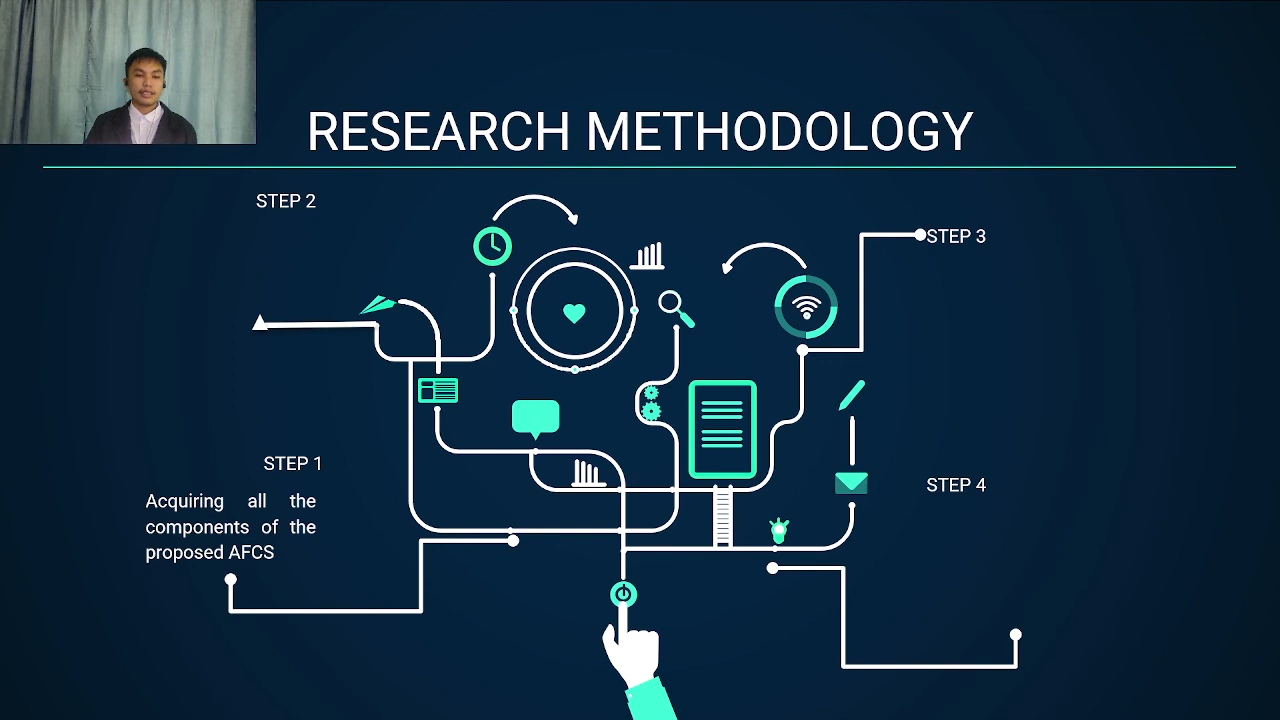 RESEARCH METHODOLOGY
STEP 2
STEP 3
STEP 1
Acquiring all the
components of the
proposed AFCS
STEP 4